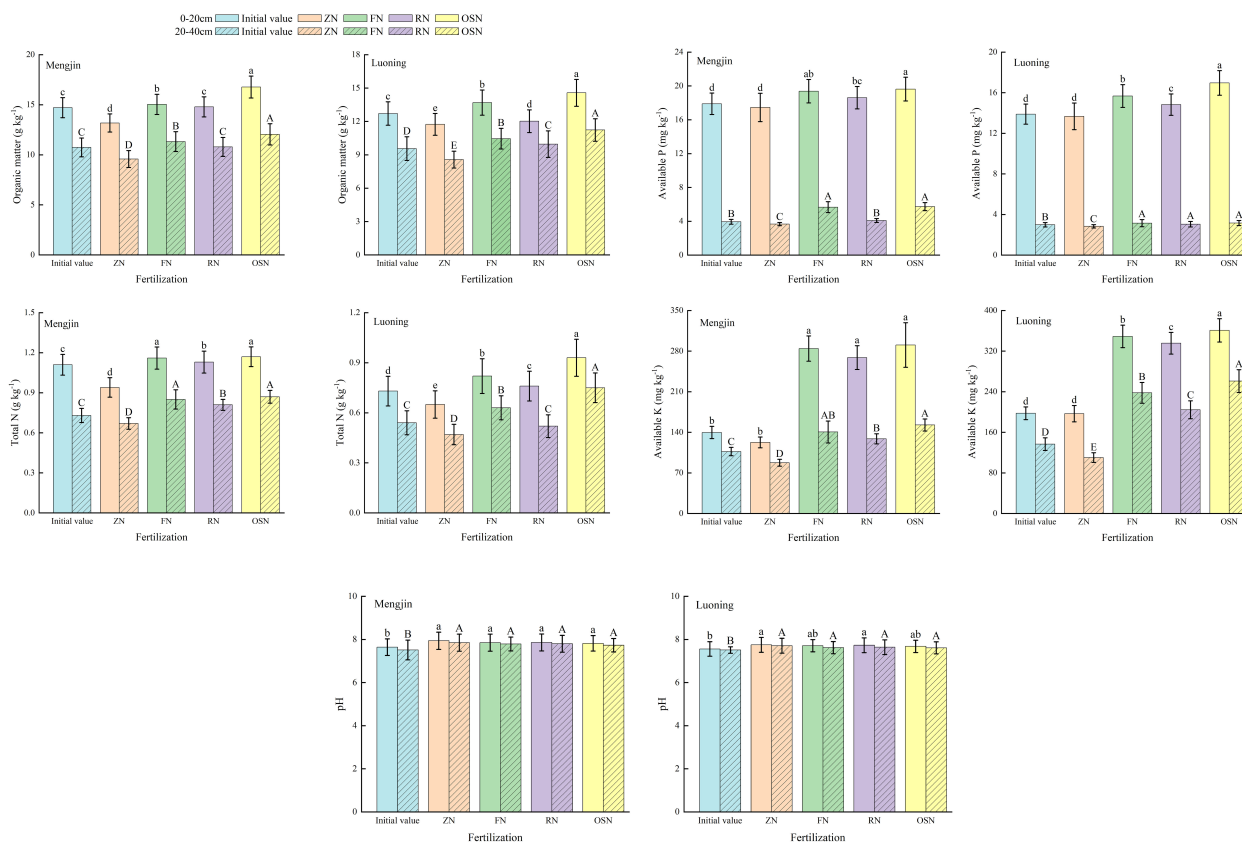 0-20cm Initial value ZN FN RN OSN
20-40cm Initial value ZN FN RN OSN
Mengjin
Organic matter (g kg-1)
20
15
10
5
0
c C d D b B c C a A
Initial value ZN FN RN OSN
Fertilization
Luoning
Organic matter (g kg-1)
18
15
12
9
6
3
0
c D e E b B d C a A
Initial value ZN FN RN OSN
Fertilization
Mengjin
Available P (mg kg-1)
24
20
16
12
8
4
0
d B d C ab A bc B a A
Initial value ZN FN RN OSN
Fertilization
Luoning
Available P (mg kg-1)
20
16
12
8
4
0
d B d C b A c B a A
Initial value ZN FN RN OSN
Fertilization
Mengjin
Total N (g kg-1)
1.5
1.2
0.9
0.6
0.3
0.0
c C d D a A b B a A
Initial value ZN FN RN OSN
Fertilization
Luoning
Total N (g kg-1)
1.2
0.9
0.6
0.3
0.0
d C e D b B c C a A
Initial value ZN FN RN OSN
Fertilization
Mengjin
Available K (mg kg-1)
350
280
210
140
70
0
b C b D a AB a B a A
Initial value ZN FN RN OSN
Fertilization
Luoning
Available K (mg kg-1)
400
320
240
160
80
0
d D d E b B c C a A
Initial value ZN FN RN OSN
Fertilization
Mengjin
pH
10
8
6
4
2
0
b B a A a A a A a A
Initial value ZN FN RN OSN
Fertilization
Luoning
pH
10
8
6
4
2
0
b B a A ab A a A ab A
Initial value ZN FN RN OSN
Fertilization